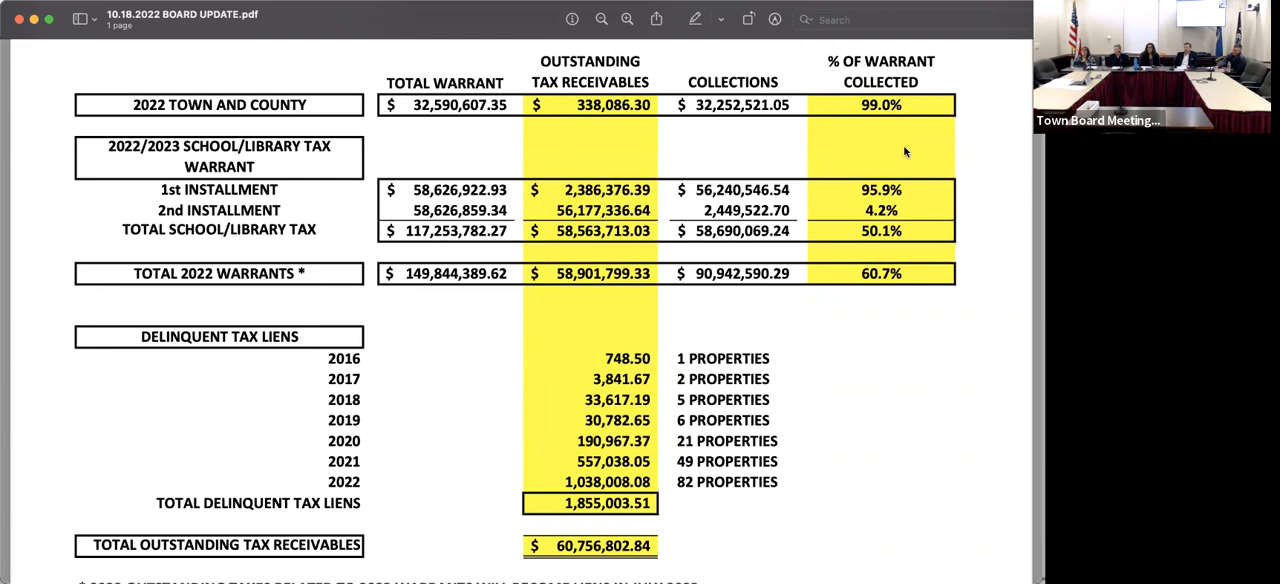 10.18.2022 BOARD UPDATE.pdf
1 page
Search
Town Board Meeting...
TOTAL WARRANT OUTSTANDING TAX RECEIVABLES COLLECTIONS % OF WARRANT COLLECTED
2022 TOWN AND COUNTY $ 32,590,607.35 $ 338,086.30 $ 32,252,521.05 99.0%
2022/2023 SCHOOL/LIBRARY TAX
WARRANT
1st INSTALLMENT $ 58,626,922.93 $ 2,386,376.39 $ 56,240,546.54 95.9%
2nd INSTALLMENT 58,626,859.34 56,177,336.64 2,449,522.70 4.2%
TOTAL SCHOOL/LIBRARY TAX $ 117,253,782.27 $ 58,563,713.03 $ 58,690,069.24 50.1%
TOTAL 2022 WARRANTS * $ 149,844,389.62 $ 58,901,799.33 $ 90,942,590.29 60.7%
DELINQUENT TAX LIENS
2016 748.50 1 PROPERTIES
2017 3,841.67 2 PROPERTIES
2018 33,617.19 5 PROPERTIES
2019 30,782.65 6 PROPERTIES
2020 190,967.37 21 PROPERTIES
2021 557,038.05 49 PROPERTIES
2022 1,038,008.08 82 PROPERTIES
TOTAL DELINQUENT TAX LIENS 1,855,003.51
TOTAL OUTSTANDING TAX RECEIVABLES $ 60,756,802.84